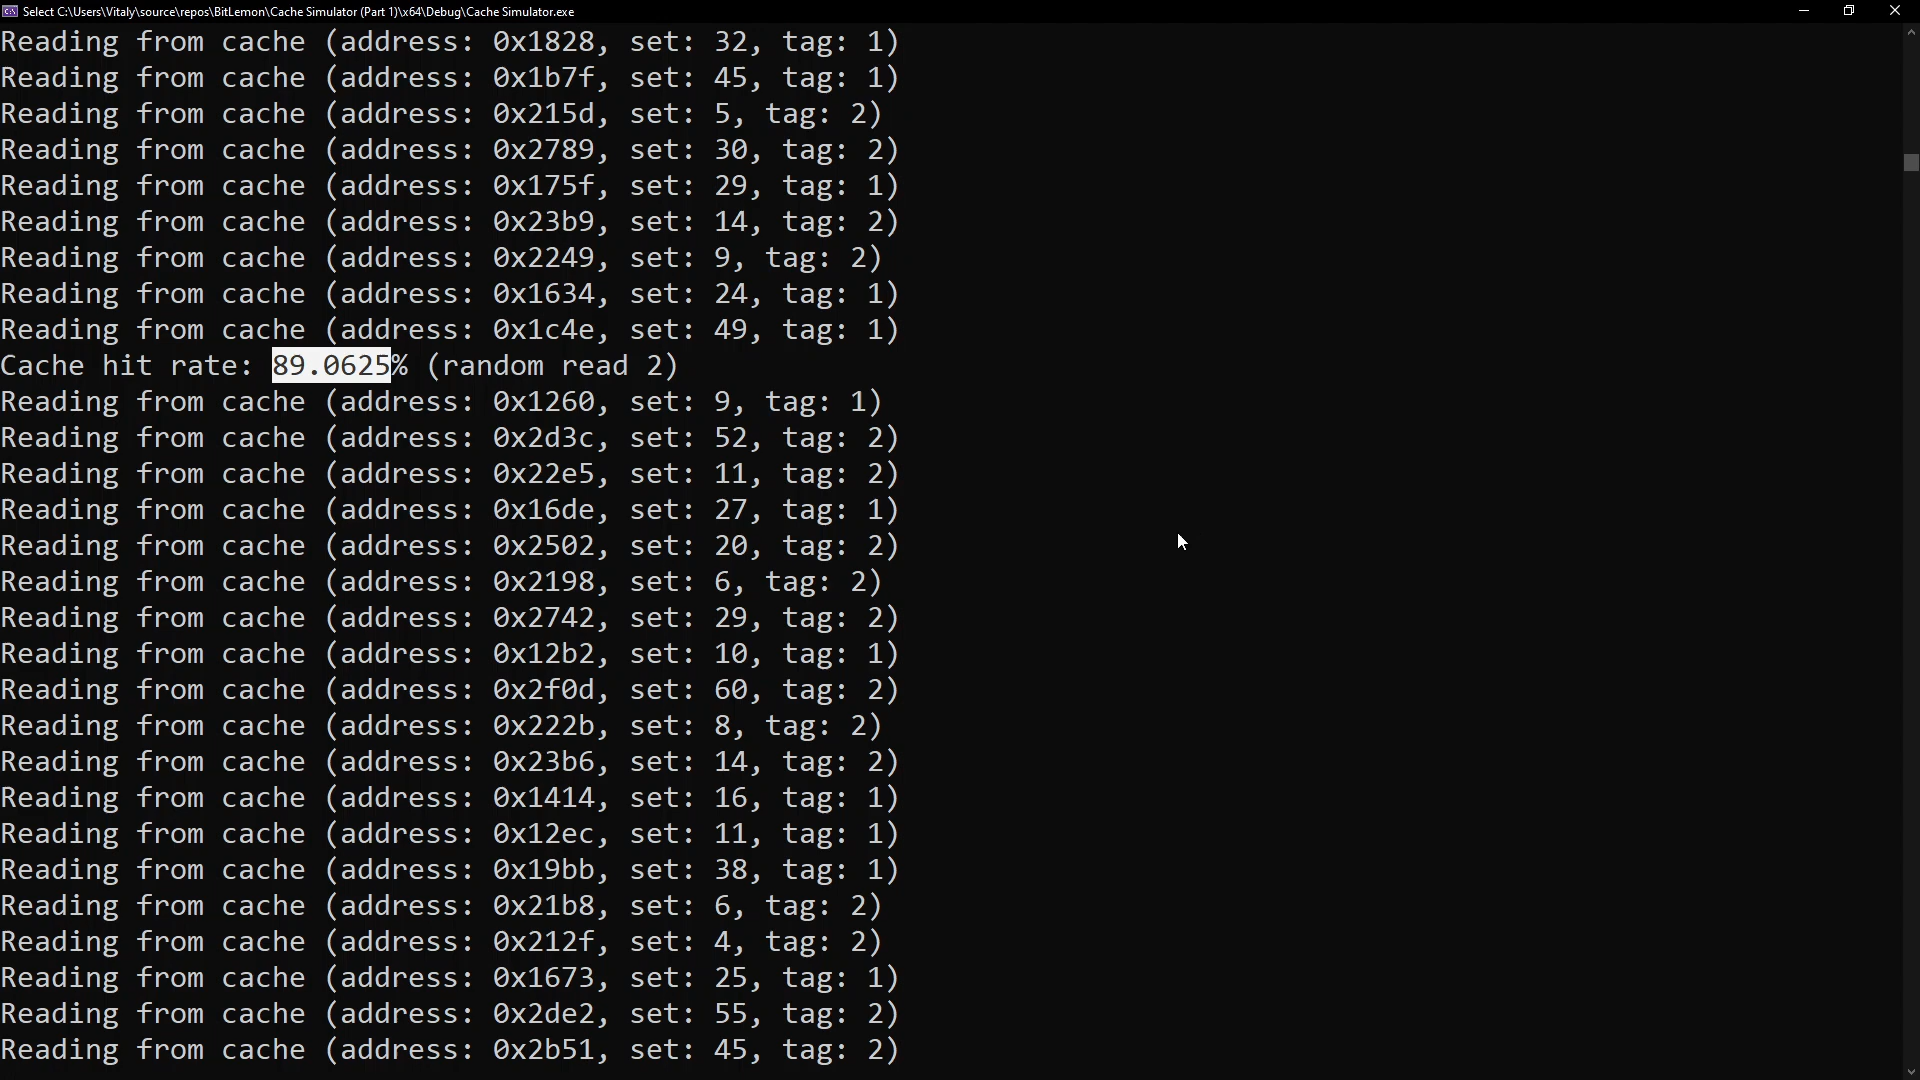 Select C:\Users\Vitaly\source\repos\BitLemon\Cache Simulator (Part 1)\x64\Debug\Cache Simulator.exe
Reading from cache (address: 0x1828, set: 32, tag: 1)
Reading from cache (address: 0x1b7f, set: 45, tag: 1)
Reading from cache (address: 0x215d, set: 5, tag: 2)
Reading from cache (address: 0x2789, set: 30, tag: 2)
Reading from cache (address: 0x175f, set: 29, tag: 1)
Reading from cache (address: 0x23b9, set: 14, tag: 2)
Reading from cache (address: 0x2249, set: 9, tag: 2)
Reading from cache (address: 0x1634, set: 24, tag: 1)
Reading from cache (address: 0x1c4e, set: 49, tag: 1)
Cache hit rate: 89.0625% (random read 2)
Reading from cache (address: 0x1260, set: 9, tag: 1)
Reading from cache (address: 0x2d3c, set: 52, tag: 2)
Reading from cache (address: 0x22e5, set: 11, tag: 2)
Reading from cache (address: 0x16de, set: 27, tag: 1)
Reading from cache (address: 0x2502, set: 20, tag: 2)
Reading from cache (address: 0x2198, set: 6, tag: 2)
Reading from cache (address: 0x2742, set: 29, tag: 2)
Reading from cache (address: 0x12b2, set: 10, tag: 1)
Reading from cache (address: 0x2f0d, set: 60, tag: 2)
Reading from cache (address: 0x222b, set: 8, tag: 2)
Reading from cache (address: 0x23b6, set: 14, tag: 2)
Reading from cache (address: 0x1414, set: 16, tag: 1)
Reading from cache (address: 0x12ec, set: 11, tag: 1)
Reading from cache (address: 0x19bb, set: 38, tag: 1)
Reading from cache (address: 0x21b8, set: 6, tag: 2)
Reading from cache (address: 0x212f, set: 4, tag: 2)
Reading from cache (address: 0x1673, set: 25, tag: 1)
Reading from cache (address: 0x2de2, set: 55, tag: 2)
Reading from cache (address: 0x2b51, set: 45, tag: 2)